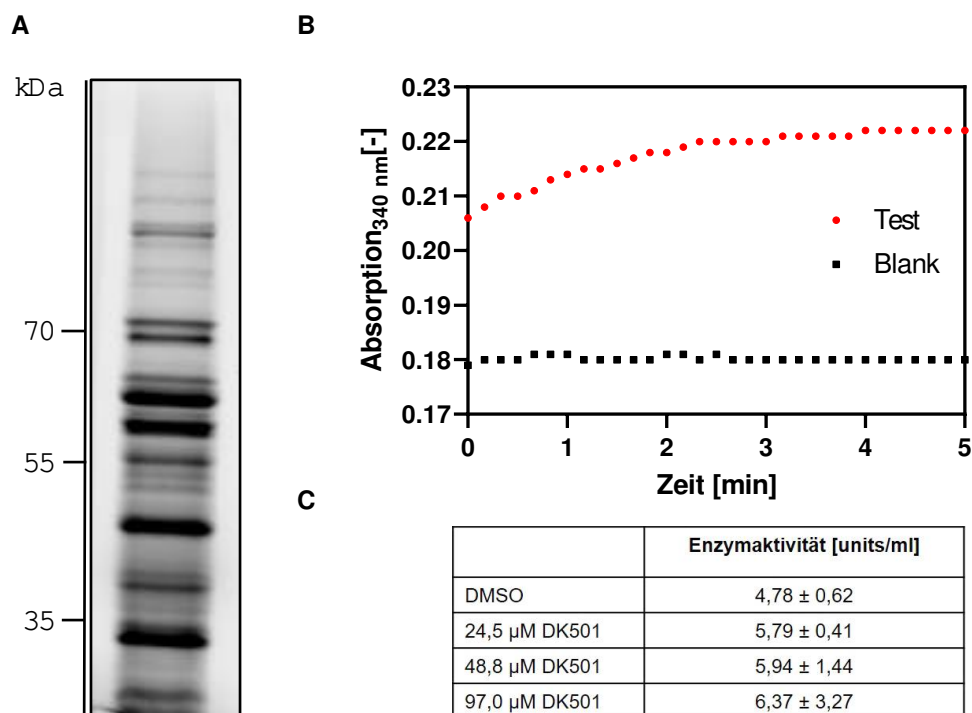 A
kDa
70
55
35
B
0.23
0.22
0.21
0.20
0.19
0.18
0.17
Absorption340 nm[-]
0 1 2 3 4 5
Zeit [min]
Test
Blank
C
Enzymaktivität [units/ml]
DMSO 4,78 ± 0,62
24,5 µM DK501 5,79 ± 0,41
48,8 µM DK501 5,94 ± 1,44
97,0 µM DK501 6,37 ± 3,27